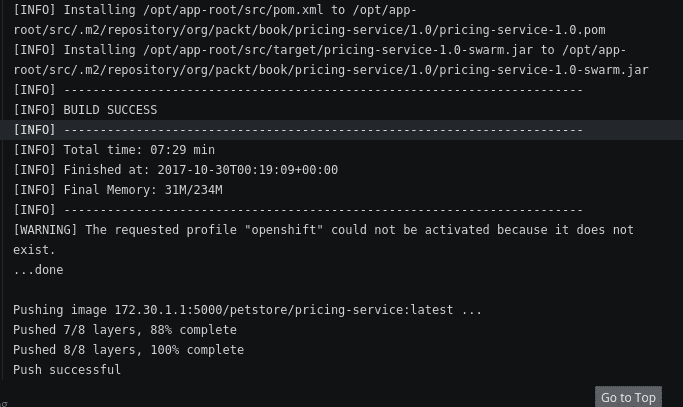 [INFO] Installing /opt/app-root/src/pom.xml to /opt/app-
root/src/.m2/repository/org/packt/book/pricing-service/1.0/pricing-service-1.0.pom
[INFO] Installing /opt/app-root/src/target/pricing-service-1.0-swarm.jar to /opt/app-
root/src/.m2/repository/org/packt/book/pricing-service/1.0/pricing-service-1.0-swarm.jar
[INFO] ------------------------------------------------------------------------
[INFO] BUILD SUCCESS
[INFO] ------------------------------------------------------------------------
[INFO] Total time: 07:29 min
[INFO] Finished at: 2017-10-30T00:19:09+00:00
[INFO] Final Memory: 31M/234M
[INFO] ------------------------------------------------------------------------
[WARNING] The requested profile "openshift" could not be activated because it does not
exist.
...done
Pushing image 172.30.1.1:5000/petstore/pricing-service:latest ...
Pushed 7/8 layers, 88% complete
Pushed 8/8 layers, 100% complete
Push successful
Go to Top